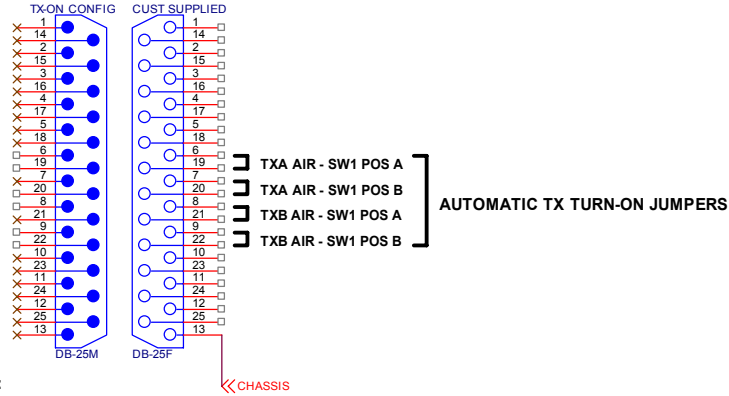 TX-ON CONFIG CUST SUPPLIED
1 1
14 14
2 2
15 15
3 3
16 16
4 4
17 17
5 5
18 18
6 6
19 19 TXA AIR - SW1 POS A
7 7
20 20 TXA AIR - SW1 POS B
8 8 AUTOMATIC TX TURN-ON JUMPERS
21 21 TXB AIR - SW1 POS A
9 9
22 22 TXB AIR - SW1 POS B
10 10
23 23
11 11
24 24
12 12
25 25
13 13
DB-25M DB-25F
CHASSIS